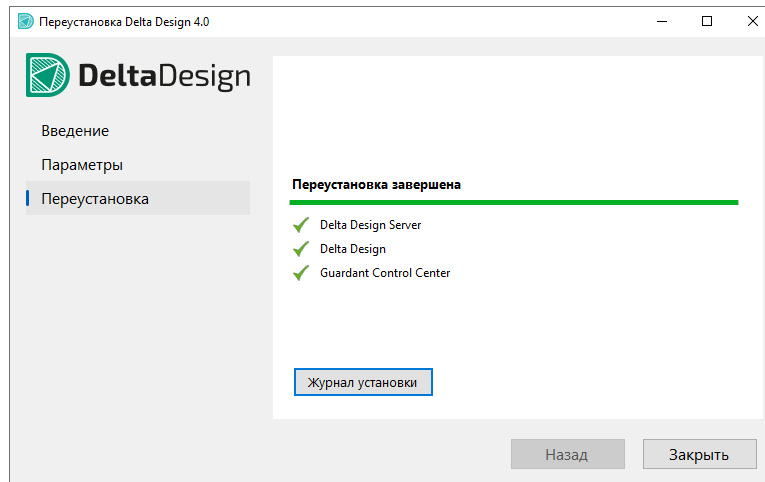 Переустановка Delta Design 4.0
DeltaDesign
Введение
Параметры
Переустановка
Переустановка завершена
Delta Design Server
Delta Design
Guardant Control Center
Журнал установки
Назад
Закрыть